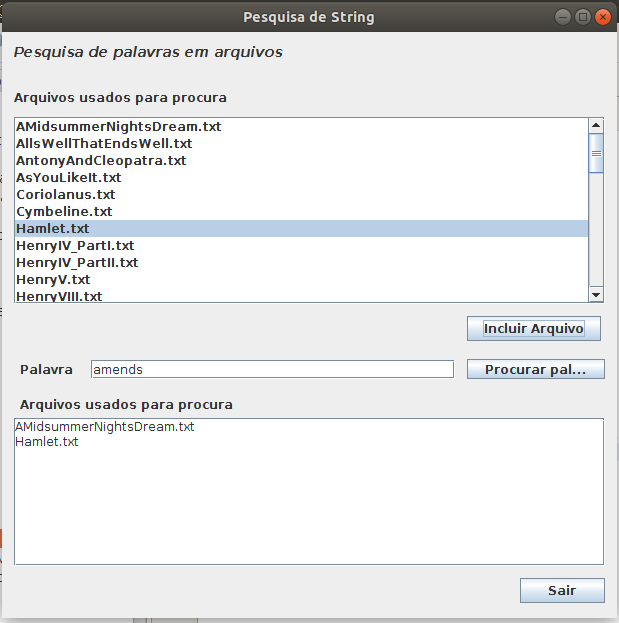 Pesquisa de String
Pesquisa de palavras em arquivos
Arquivos usados para procura
AMidsummerNightsDream.txt
AllsWellThatEndsWell.txt
AntonyAndCleopatra.txt
AsYouLikeIt.txt
Coriolanus.txt
Cymbeline.txt
Hamlet.txt
HenryIV_PartI.txt
HenryIV_PartII.txt
HenryV.txt
HenryVIII.txt
Incluir Arquivo
Palavra amends Procurar pal...
Arquivos usados para procura
AMidsummerNightsDream.txt
Hamlet.txt
Sair